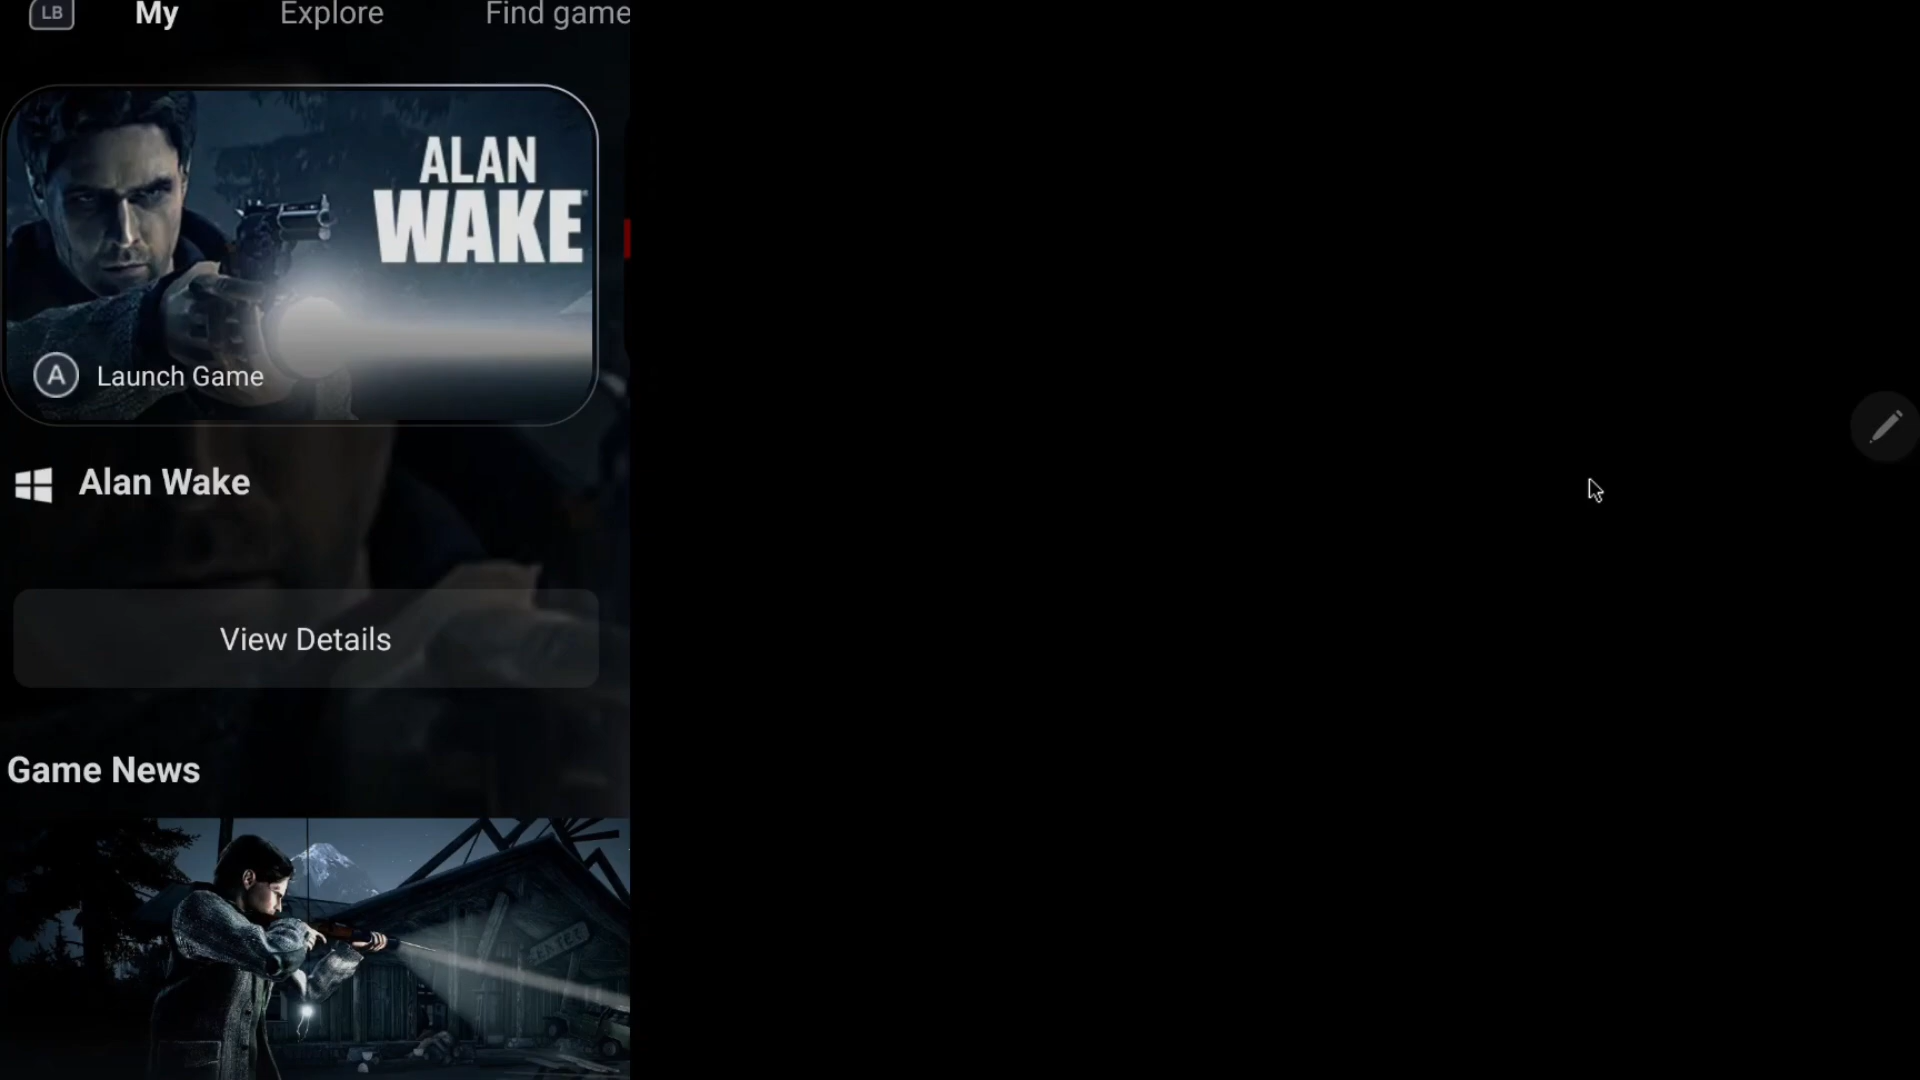 LB My Explore Find game
ALAN
WAKE
A Launch Game
Alan Wake
View Details
Game News